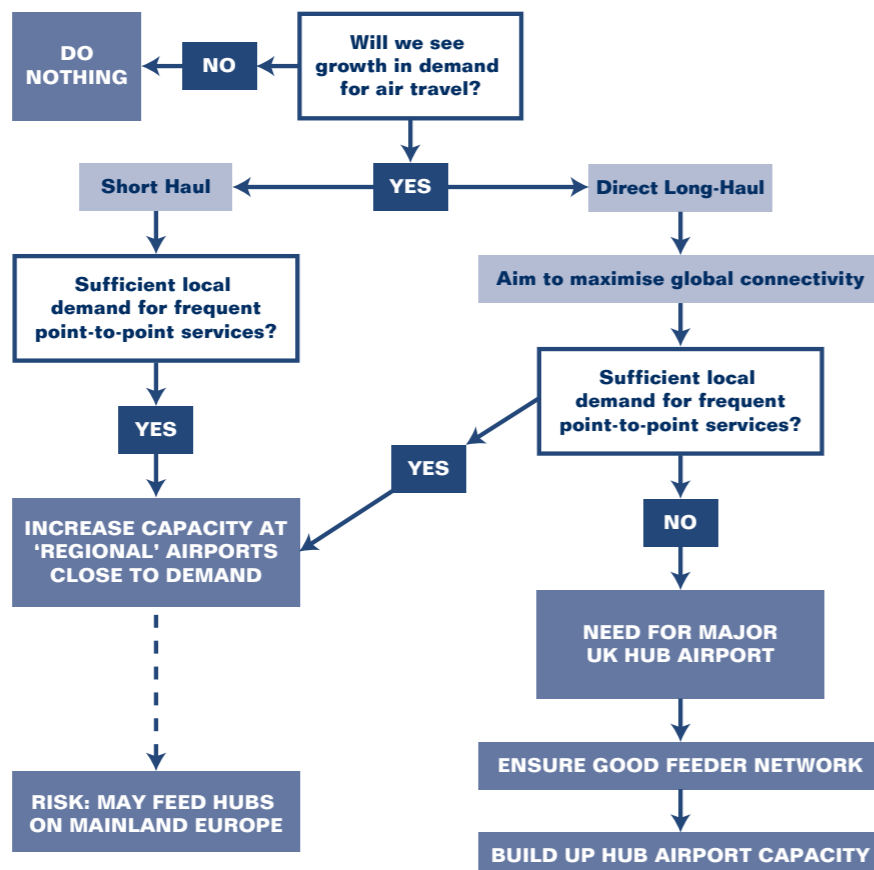 Will we see
growth in demand
for air travel?
NO
DO
NOTHING
YES
Short Haul
Direct Long-Haul
Sufficient local
demand for frequent
point-to-point services?
Aim to maximise global connectivity
YES
Sufficient local
demand for frequent
point-to-point services?
YES
NO
INCREASE CAPACITY AT
‘REGIONAL' AIRPORTS
CLOSE TO DEMAND
NEED FOR MAJOR
UK HUB AIRPORT
RISK: MAY FEED HUBS
ON MAINLAND EUROPE
ENSURE GOOD FEEDER NETWORK
BUILD UP HUB AIRPORT CAPACITY